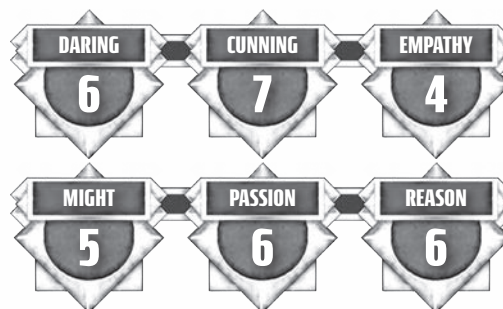 DARING CUNNING EMPATHY
6 7 4
MIGHT PASSION REASON
5 6 6